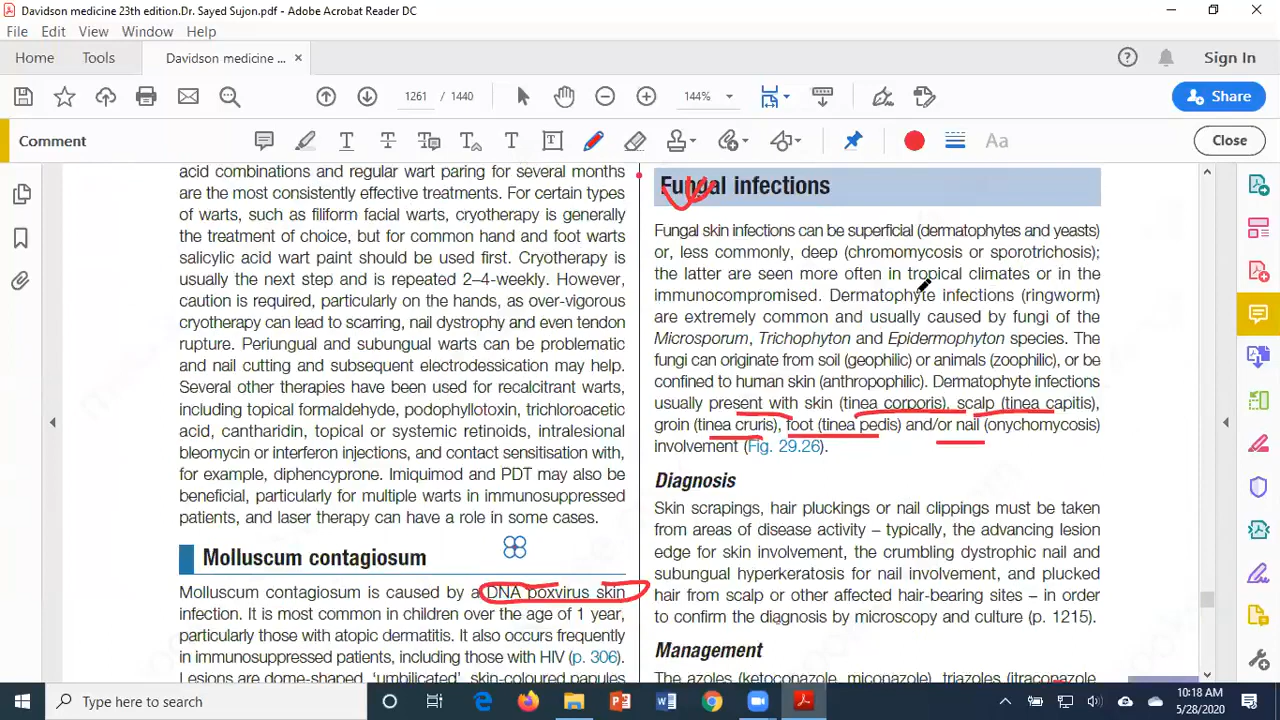 Davidson medicine 23th edition.Dr. Sayed Sujon.pdf - Adobe Acrobat Reader DC
File Edit View Window Help
Home Tools Davidson medicine ... × Sign In
1261 / 1440 144% Share
Comment Aa Close
acid combinations and regular wart paring for several months
are the most consistently effective treatments. For certain types
of warts, such as filiform facial warts, cryotherapy is generally
the treatment of choice, but for common hand and foot warts
salicylic acid wart paint should be used first. Cryotherapy is
usually the next step and is repeated 2–4-weekly. However,
caution is required, particularly on the hands, as over-vigorous
cryotherapy can lead to scarring, nail dystrophy and even tendon
rupture. Periungual and subungual warts can be problematic
and nail cutting and subsequent electrodessication may help.
Several other therapies have been used for recalcitrant warts,
including topical formaldehyde, podophyllotoxin, trichloroacetic
acid, cantharidin, topical or systemic retinoids, intralesional
bleomycin or interferon injections, and contact sensitisation with,
for example, diphencyprone. Imiquimod and PDT may also be
beneficial, particularly for multiple warts in immunosuppressed
patients, and laser therapy can have a role in some cases.
Molluscum contagiosum
Molluscum contagiosum is caused by a DNA poxvirus skin
infection. It is most common in children over the age of 1 year,
particularly those with atopic dermatitis. It also occurs frequently
in immunosuppressed patients, including those with HIV (p. 306).
Lesions are dome-shaped, ‘umbilicated’, skin-coloured papules
Fungal infections
Fungal skin infections can be superficial (dermatophytes and yeasts)
or, less commonly, deep (chromomycosis or sporotrichosis);
the latter are seen more often in tropical climates or in the
immunocompromised. Dermatophyte infections (ringworm)
are extremely common and usually caused by fungi of the
Microsporum, Trichophyton and Epidermophyton species. The
fungi can originate from soil (geophilic) or animals (zoophilic), or be
confined to human skin (anthropophilic). Dermatophyte infections
usually present with skin (tinea corporis), scalp (tinea capitis),
groin (tinea cruris), foot (tinea pedis) and/or nail (onychomycosis)
involvement (Fig. 29.26).
Diagnosis
Skin scrapings, hair pluckings or nail clippings must be taken
from areas of disease activity – typically, the advancing lesion
edge for skin involvement, the crumbling dystrophic nail and
subungual hyperkeratosis for nail involvement, and plucked
hair from scalp or other affected hair-bearing sites – in order
to confirm the diagnosis by microscopy and culture (p. 1215).
Management
The azoles (ketoconazole, miconazole), triazoles (itraconazole,
Type here to search
10:18 AM
5/28/2020